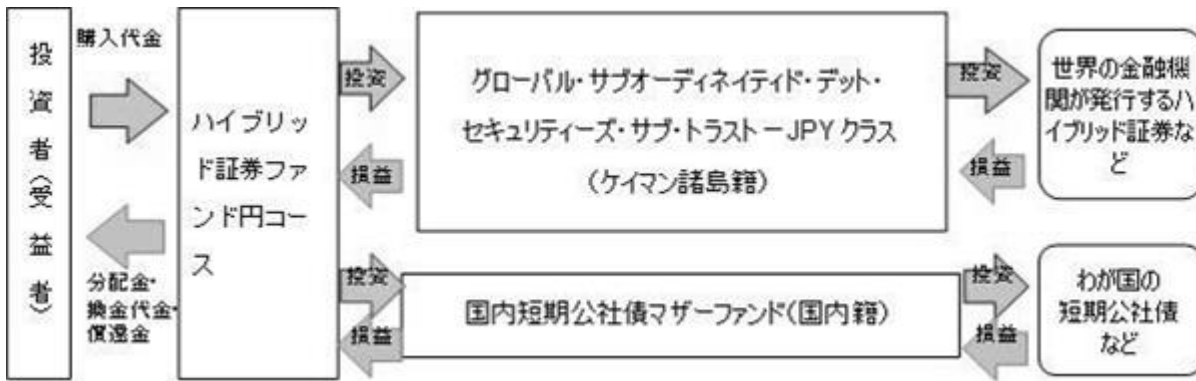 投資者(受益者)
購入代金
分配金・
換金代金・
償還金
ハイブリッ
ド証券ファ
ンド円コー
ス
投資
損益
グローバル・サブオーディネイティド・デット・
セキュリティーズ・サブ・トラスト－JPYクラス
(ケイマン諸島籍)
投資
損益
世界の金融機
関が発行するハ
イブリッド証券な
ど
投資
損益
国内短期公社債マザーファンド(国内籍)
投資
損益
わが国の
短期公社債
など